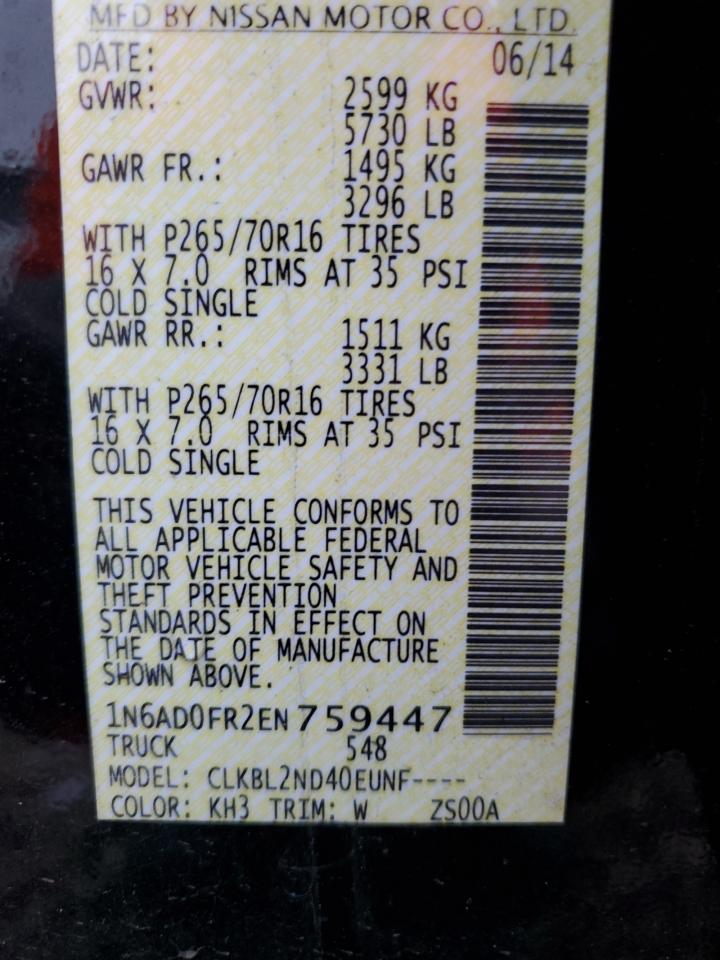 MFD BY NISSAN MOTOR CO., LTD.
DATE: 06/14
GVWR: 2599 KG
5730 LB
GAWR FR.: 1495 KG
3296 LB
WITH P265/70R16 TIRES
16 X 7.0 RIMS AT 35 PSI
COLD SINGLE
GAWR RR.: 1511 KG
3331 LB
WITH P265/70R16 TIRES
16 X 7.0 RIMS AT 35 PSI
COLD SINGLE
THIS VEHICLE CONFORMS TO
ALL APPLICABLE FEDERAL
MOTOR VEHICLE SAFETY AND
THEFT PREVENTION
STANDARDS IN EFFECT ON
THE DATE OF MANUFACTURE
SHOWN ABOVE.
1N6AD0FR2EN759447
TRUCK 548
MODEL: CLKBL2ND40EUNF----
COLOR: KH3 TRIM: W ZS00A